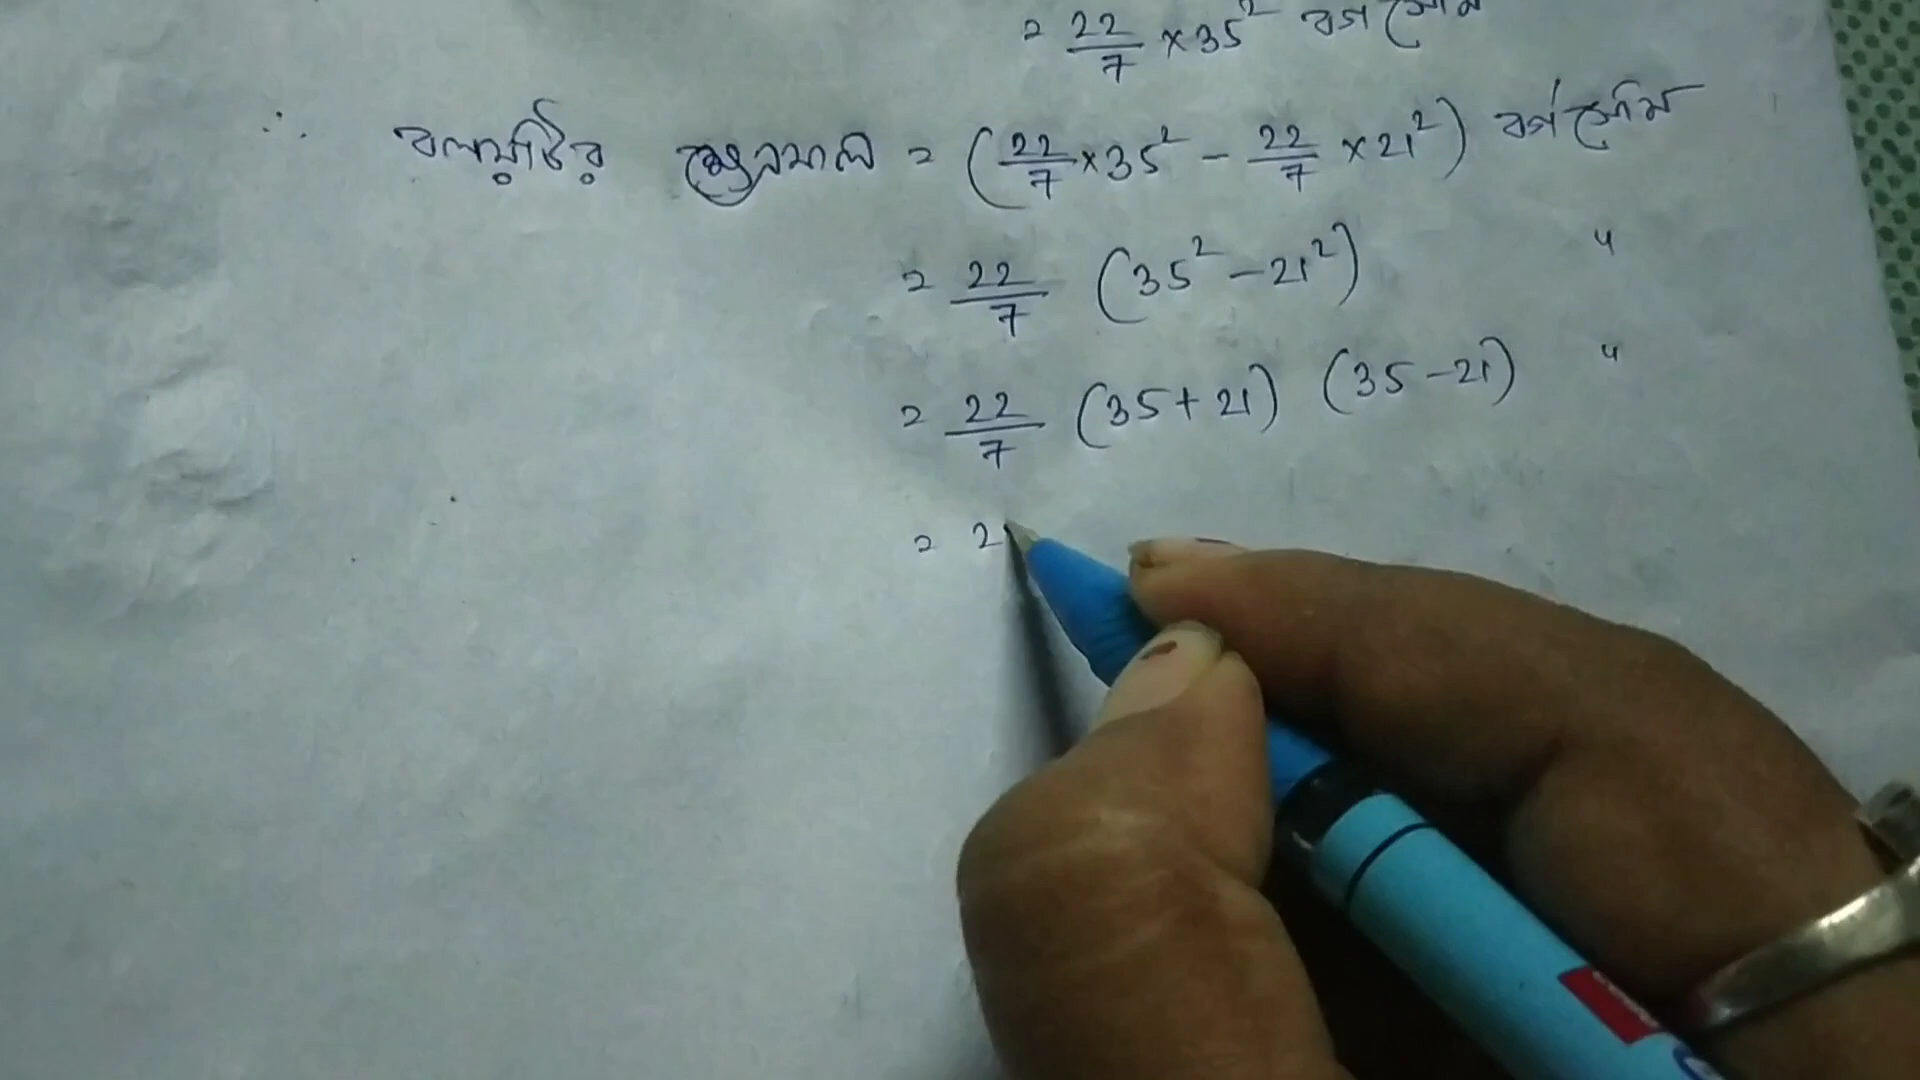 = 22/7 × 35² বর্গ সেমি
∴ বলয়টির ক্ষেত্রফল = (22/7 × 35² − 22/7 × 21²) বর্গ সেমি
= 22/7 (35² − 21²) "
= 22/7 (35 + 21) (35 − 21) "
= 2